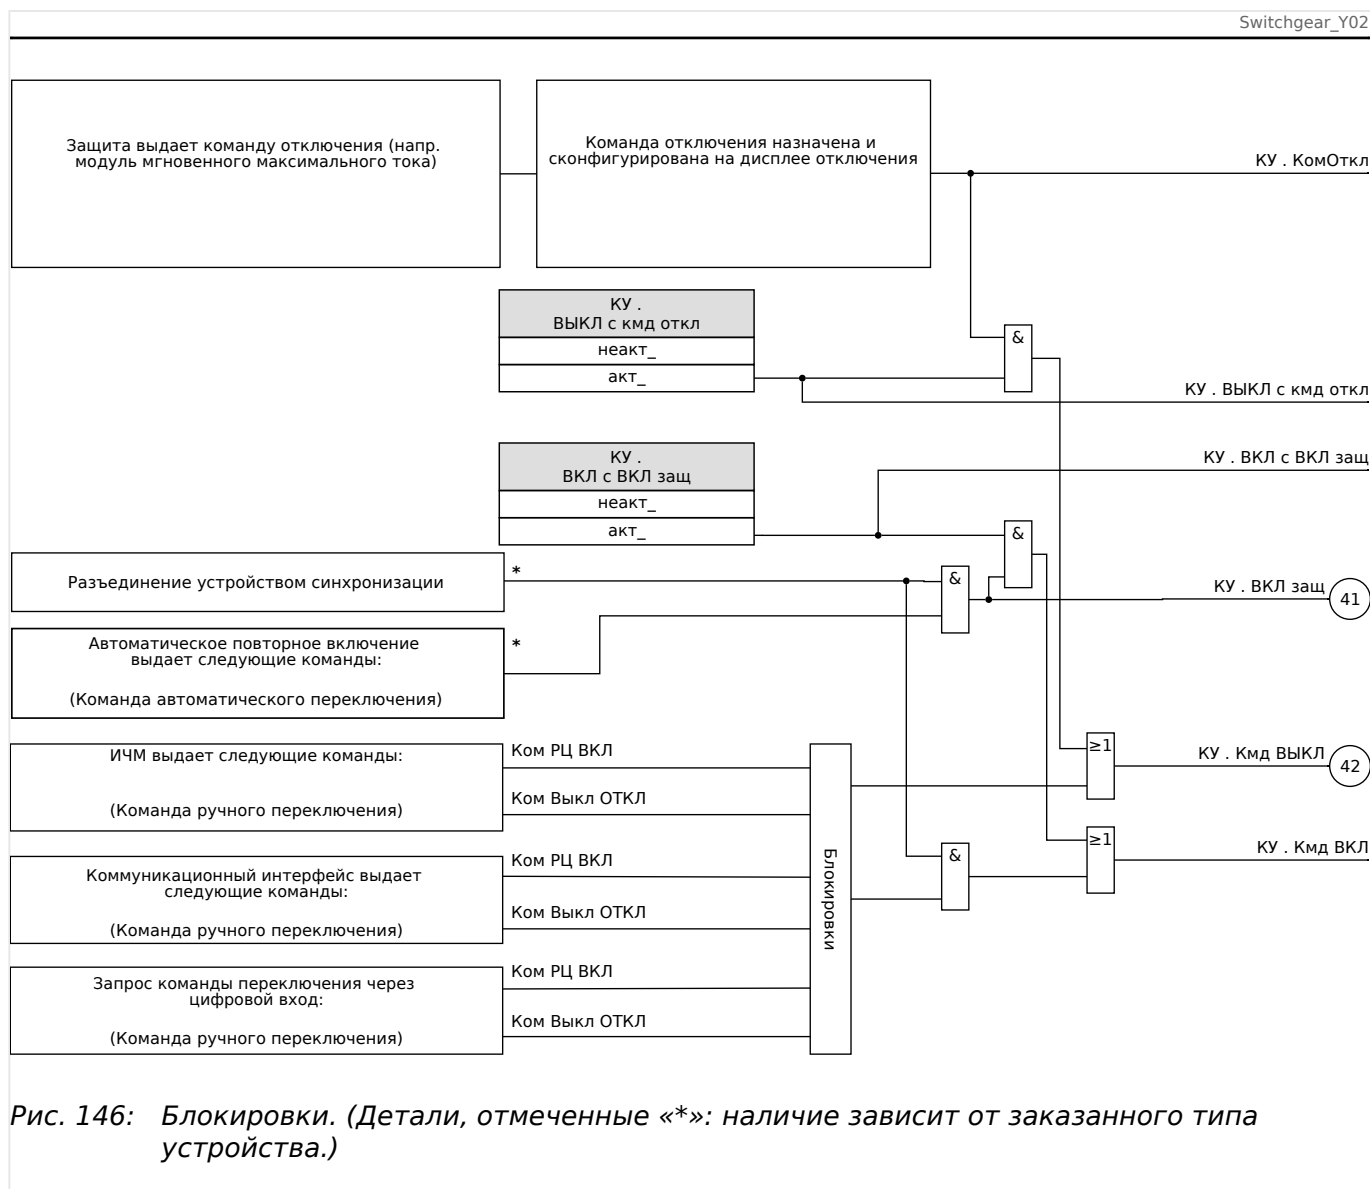 Switchgear_Y02
Защита выдает команду отключения (напр.
модуль мгновенного максимального тока)
Команда отключения назначена и
сконфигурирована на дисплее отключения
КУ . КомОткл
КУ .
ВЫКЛ с кмд откл
неакт_
акт_
&
КУ . ВЫКЛ с кмд откл
КУ .
ВКЛ с ВКЛ защ
неакт_
акт_
КУ . ВКЛ с ВКЛ защ
&
Разъединение устройством синхронизации
*
&
КУ . ВКЛ защ
41
Автоматическое повторное включение
выдает следующие команды:
(Команда автоматического переключения)
*
ИЧМ выдает следующие команды:
(Команда ручного переключения)
Ком РЦ ВКЛ
Ком Выкл ОТКЛ
≥1
КУ . Кмд ВЫКЛ
42
Коммуникационный интерфейс выдает
следующие команды:
(Команда ручного переключения)
Ком РЦ ВКЛ
Ком Выкл ОТКЛ
Блокировки
&
≥1
КУ . Кмд ВКЛ
Запрос команды переключения через
цифровой вход:
(Команда ручного переключения)
Ком РЦ ВКЛ
Ком Выкл ОТКЛ
Рис. 146: Блокировки. (Детали, отмеченные «*»: наличие зависит от заказанного типа
устройства.)